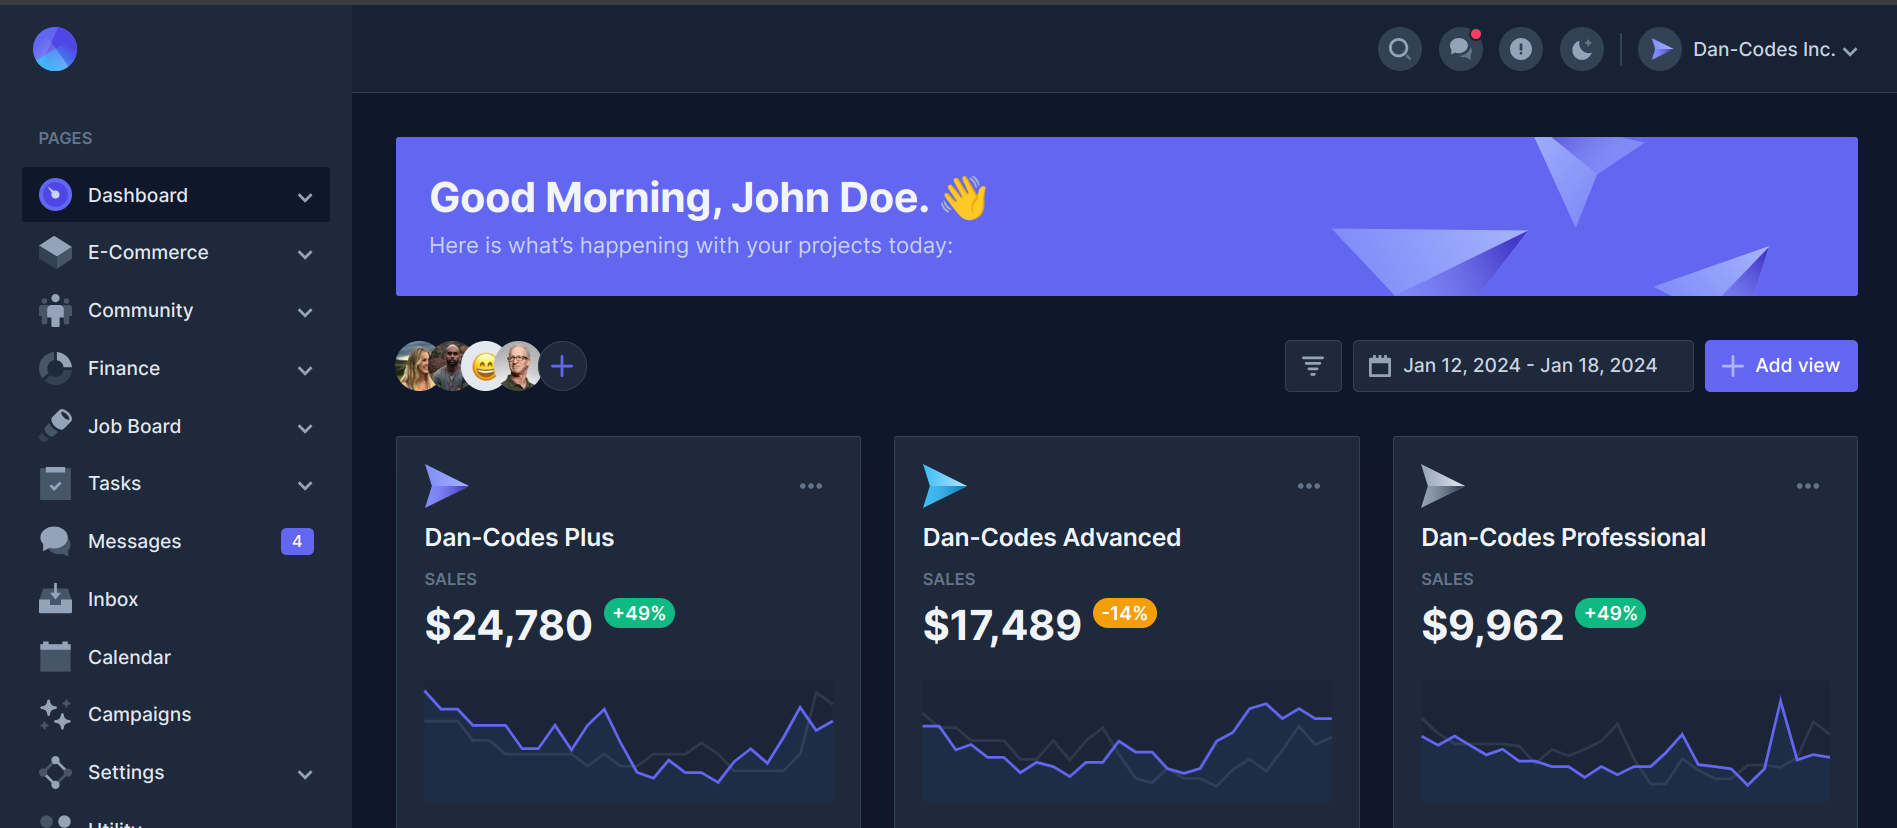 Dan-Codes Inc.
PAGES
Dashboard
E-Commerce
Community
Finance
Job Board
Tasks
Messages
4
Inbox
Calendar
Campaigns
Settings
Utility
Good Morning, John Doe. 👋
Here is what’s happening with your projects today:
Jan 12, 2024 - Jan 18, 2024
Add view
Dan-Codes Plus
SALES
$24,780 +49%
Dan-Codes Advanced
SALES
$17,489 -14%
Dan-Codes Professional
SALES
$9,962 +49%